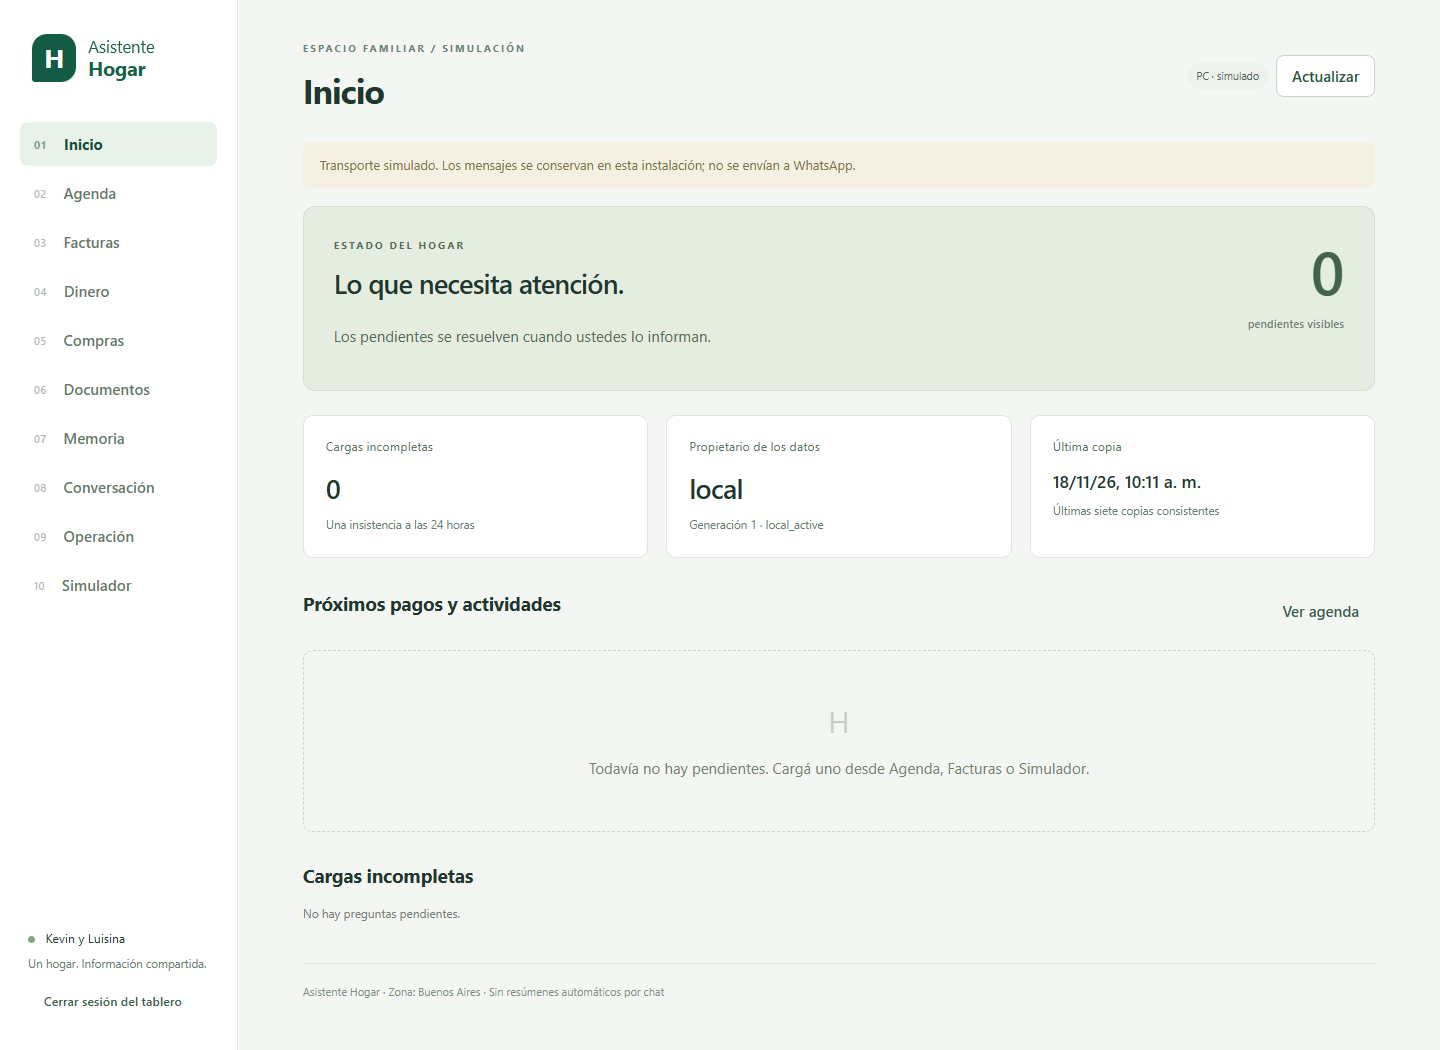 H
Asistente
Hogar
01 Inicio
02 Agenda
03 Facturas
04 Dinero
05 Compras
06 Documentos
07 Memoria
08 Conversación
09 Operación
10 Simulador
Kevin y Luisina
Un hogar. Información compartida.
Cerrar sesión del tablero
ESPACIO FAMILIAR / SIMULACIÓN
Inicio
PC · simulado
Actualizar
Transporte simulado. Los mensajes se conservan en esta instalación; no se envían a WhatsApp.
ESTADO DEL HOGAR
Lo que necesita atención.
Los pendientes se resuelven cuando ustedes lo informan.
0
pendientes visibles
Cargas incompletas
0
Una insistencia a las 24 horas
Propietario de los datos
local
Generación 1 · local_active
Última copia
18/11/26, 10:11 a. m.
Últimas siete copias consistentes
Próximos pagos y actividades
Ver agenda
H
Todavía no hay pendientes. Cargá uno desde Agenda, Facturas o Simulador.
Cargas incompletas
No hay preguntas pendientes.
Asistente Hogar · Zona: Buenos Aires · Sin resúmenes automáticos por chat